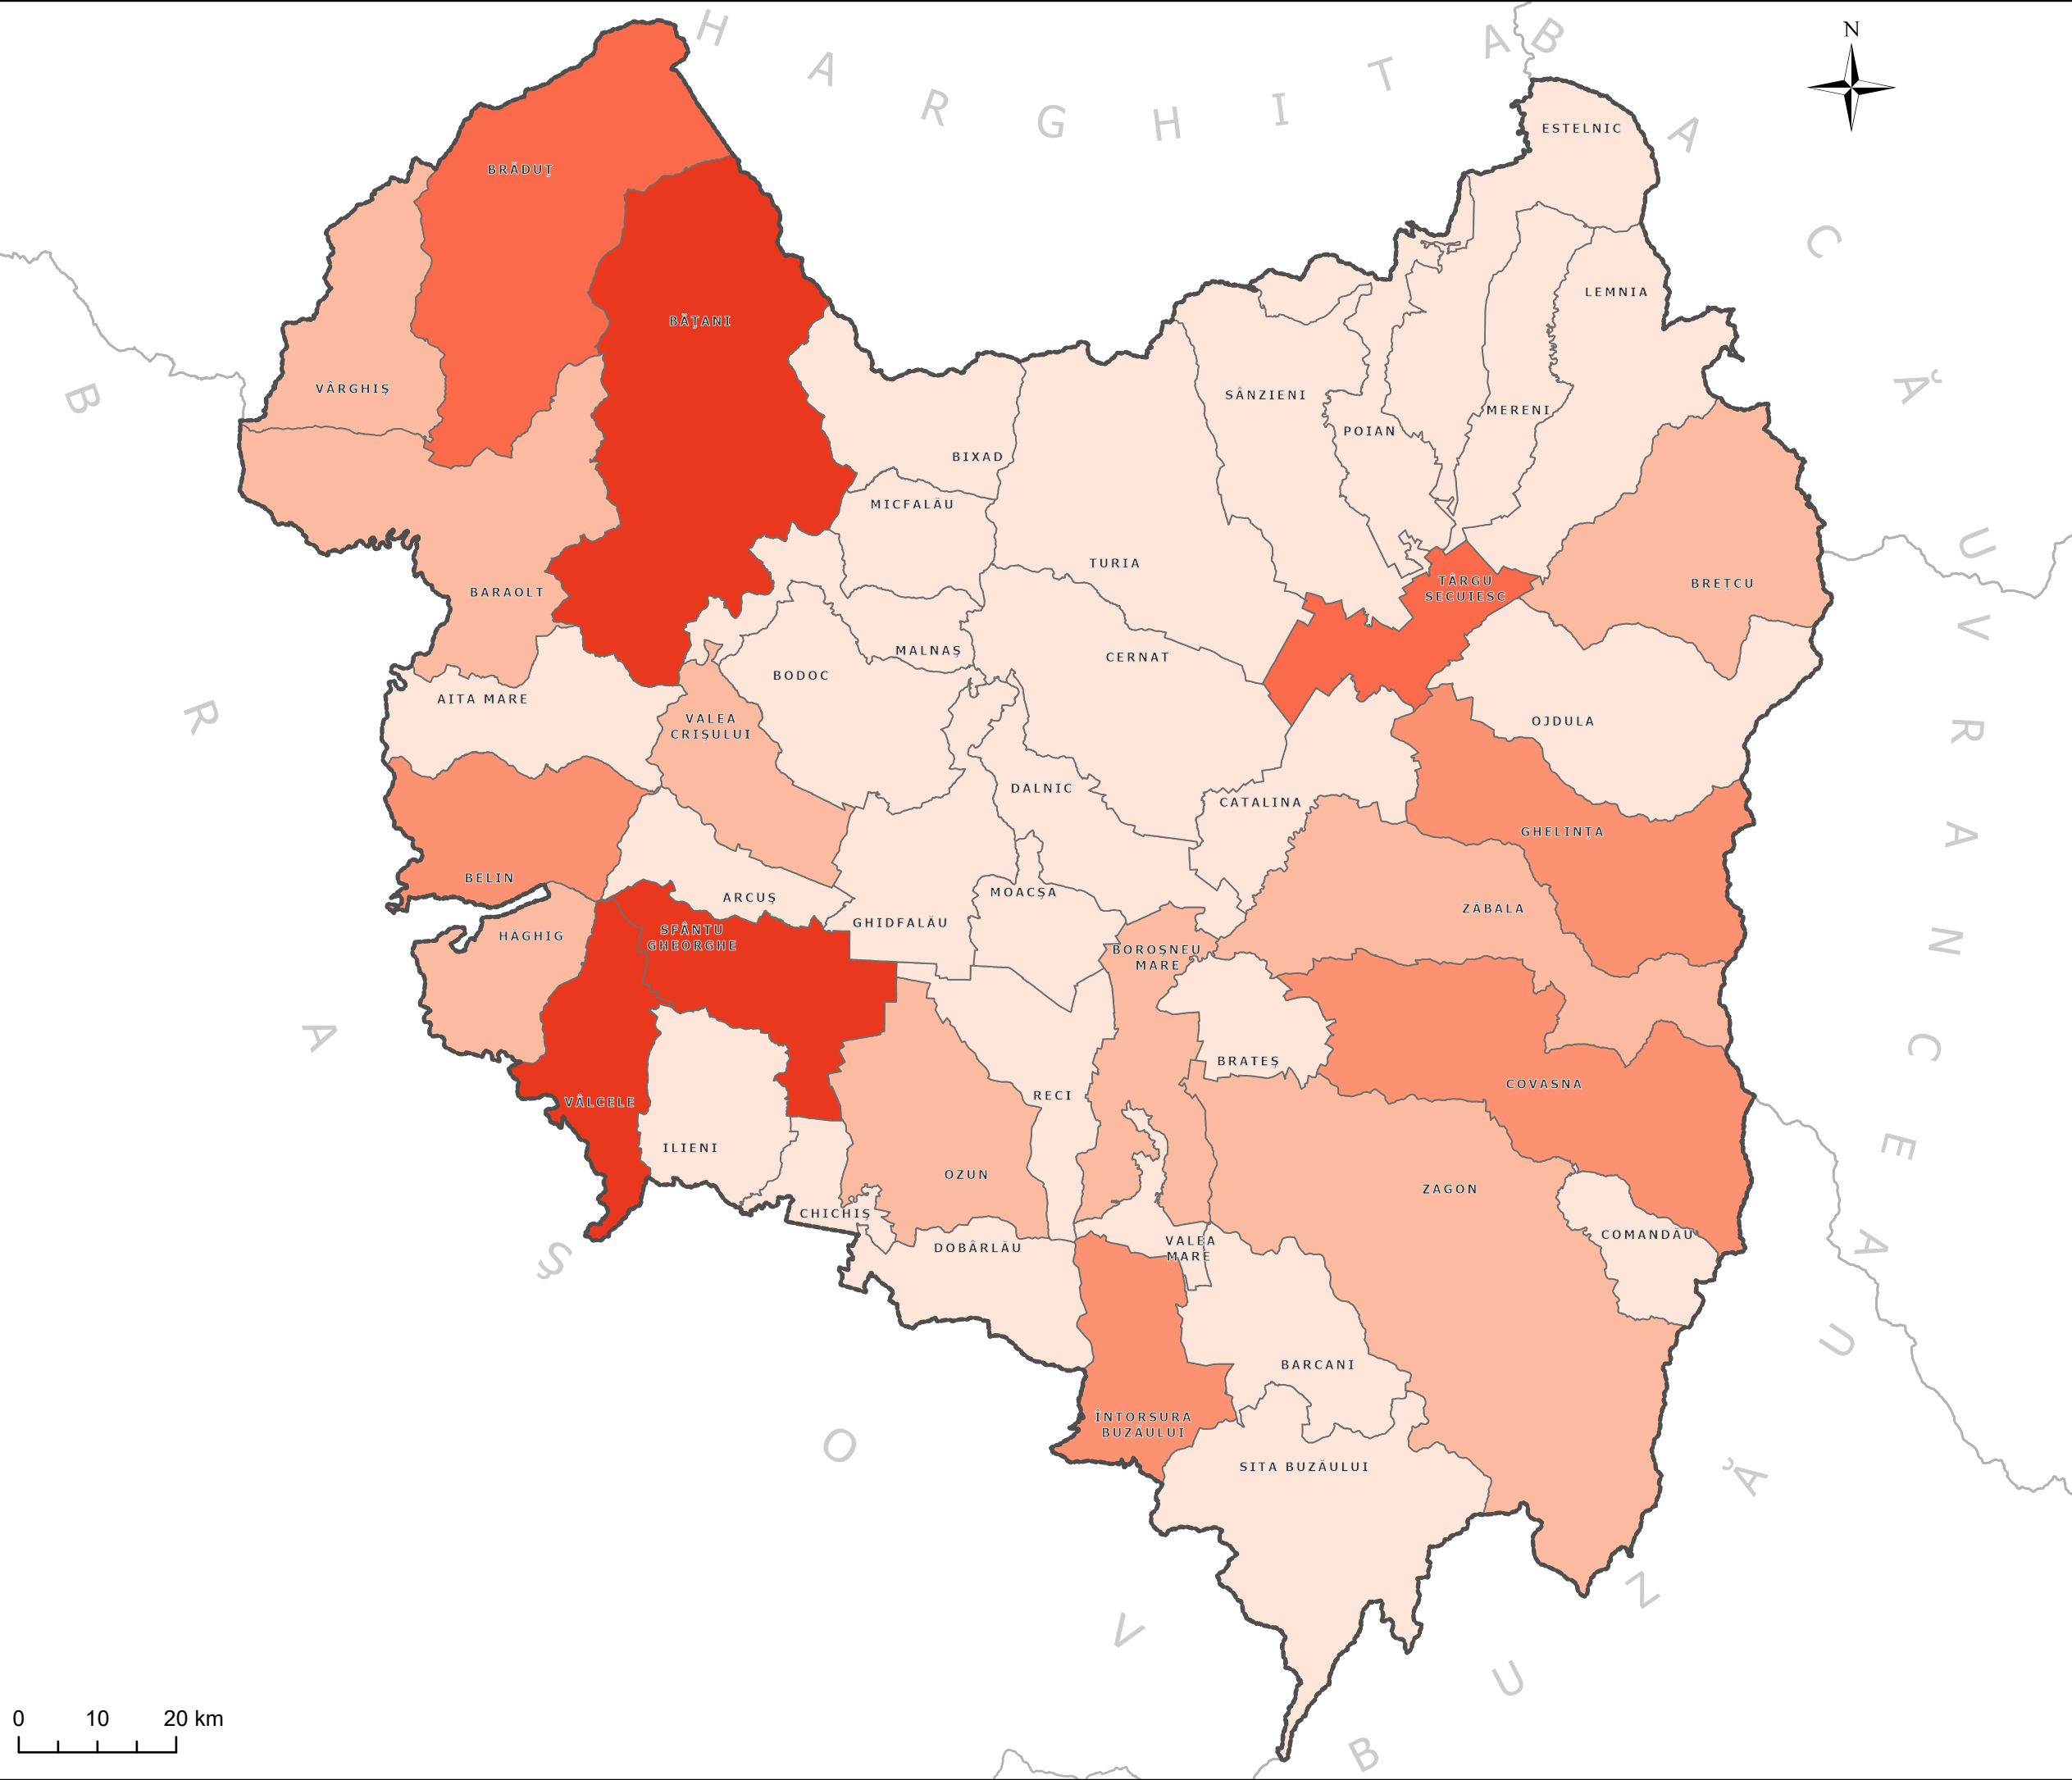 HARGHITA
BACĂU
N
ESTELNIC
BRĂDUȚ
LEMNIA
BĂȚANI
VÂRGHIȘ
SÂNZIENI
MERENI
POIAN
BIXAD
MICFALĂU
TURIA
TÂRGU
SECUIESC
BREȚCU
BARAOLT
MALNAȘ
CERNAT
BODOC
AITA MARE
VALEA
CRIȘULUI
OJDULA
DALNIC
CATALINA
GHELINȚA
BELIN
ARCUȘ
MOACȘA
ZĂBALA
GHIDFALĂU
HĂGHIG
SFÂNTU
GHEORGHE
BOROȘNEU
MARE
BRATEȘ
COVASNA
VÂLCELE
RECI
ILIENI
OZUN
ZAGON
CHICHIȘ
COMANDĂU
DOBÂRLĂU
VALEA
MARE
BARCANI
ÎNTORSURA
BUZĂULUI
SITA BUZĂULUI
VRANCEA
BRAȘOV
BUZĂU
0 10 20 km